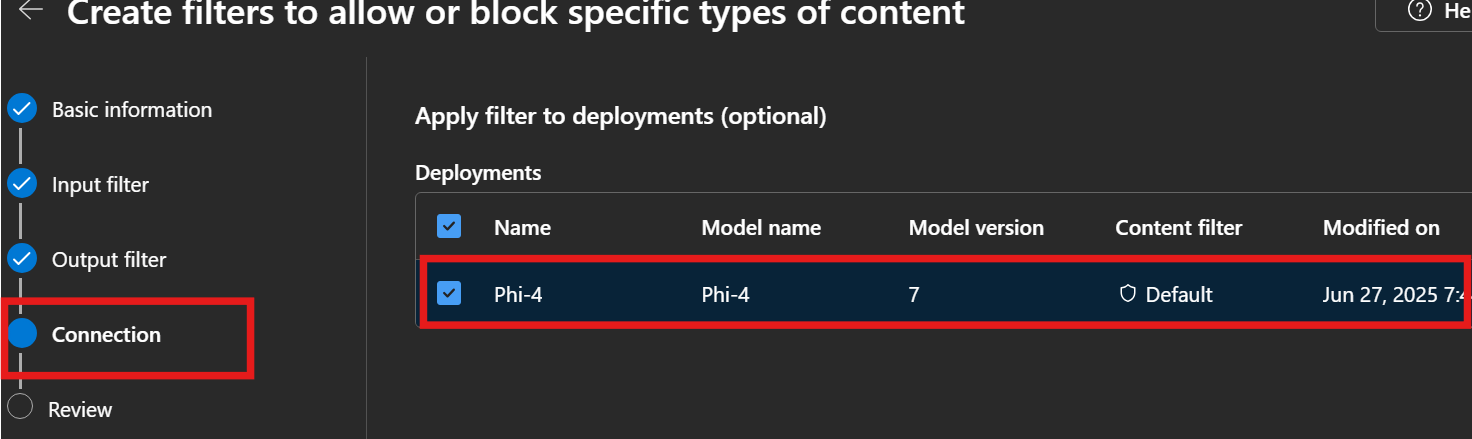 Create filters to allow or block specific types of content
He
Basic information
Input filter
Output filter
Connection
Review
Apply filter to deployments (optional)
Deployments
Name Model name Model version Content filter Modified on
Phi-4 Phi-4 7 Default Jun 27, 2025 7:4